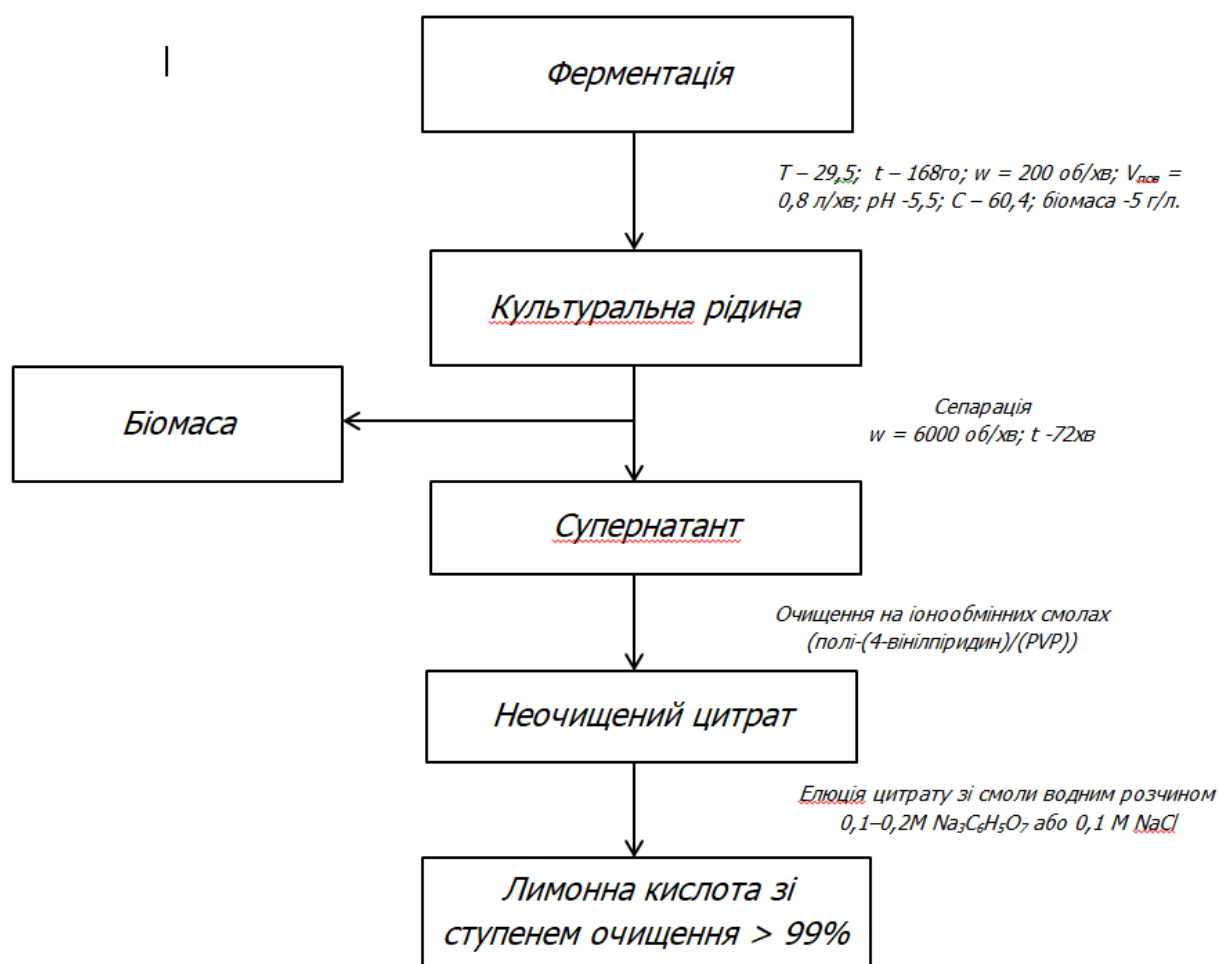 Ферментація
Т – 29,5;  t – 168го; w = 200 об/хв; Vпов =
0,8 л/хв; pH -5,5; С – 60,4; біомаса -5 г/л.
Культуральна рідина
Біомаса
Сепарація
w = 6000 об/хв; t -72хв
Супернатант
Очищення на іонообмінних смолах
(полі-(4-вінілпіридин)/(PVP))
Неочищений цитрат
Елюція цитрату зі смоли водним розчином
0,1–0,2М Na₃C₆H₅O₇ або 0,1 М NaCl
Лимонна кислота зі
ступенем очищення > 99%